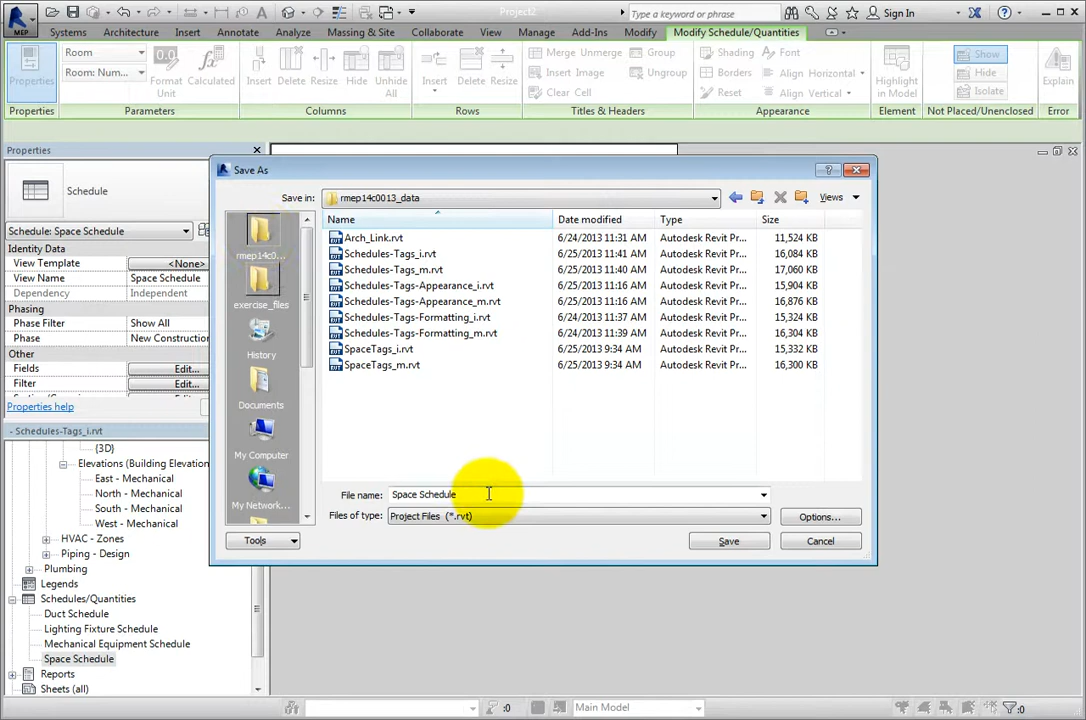 Project2
Type a keyword or phrase
Sign In
MEP
Systems Architecture Insert Annotate Analyze Massing & Site Collaborate View Manage Add-Ins Modify Modify Schedule/Quantities
Properties
Room
Room: Num...
Format Unit
Calculated
Insert Delete Resize Hide Unhide All
Insert Delete Resize
Merge Unmerge
Insert Image
Clear Cell
Group
Ungroup
Shading
Borders
Reset
Font
Align Horizontal
Align Vertical
Highlight in Model
Show
Hide
Isolate
Explain
Properties Parameters Columns Rows Titles & Headers Appearance Element Not Placed/Unenclosed Error
Properties
Schedule
Schedule: Space Schedule
Identity Data
View Template <None>
View Name Space Schedule
Dependency Independent
Phasing
Phase Filter Show All
Phase New Construction
Other
Fields Edit...
Filter Edit...
Properties help
- Schedules-Tags_i.rvt
{3D}
Elevations (Building Elevation
East - Mechanical
North - Mechanical
South - Mechanical
West - Mechanical
HVAC - Zones
Piping - Design
Plumbing
Legends
Schedules/Quantities
Duct Schedule
Lighting Fixture Schedule
Mechanical Equipment Schedule
Space Schedule
Reports
Sheets (all)
Save As
Save in: rmep14c0013_data
Views
rmep14c0...
exercise_files
History
Documents
My Computer
My Network...
Name Date modified Type Size
Arch_Link.rvt 6/24/2013 11:31 AM Autodesk Revit Pr... 11,524 KB
Schedules-Tags_i.rvt 6/25/2013 11:41 AM Autodesk Revit Pr... 16,084 KB
Schedules-Tags_m.rvt 6/25/2013 11:40 AM Autodesk Revit Pr... 17,060 KB
Schedules-Tags-Appearance_i.rvt 6/25/2013 11:16 AM Autodesk Revit Pr... 15,904 KB
Schedules-Tags-Appearance_m.rvt 6/25/2013 11:16 AM Autodesk Revit Pr... 16,876 KB
Schedules-Tags-Formatting_i.rvt 6/24/2013 11:37 AM Autodesk Revit Pr... 15,324 KB
Schedules-Tags-Formatting_m.rvt 6/24/2013 11:39 AM Autodesk Revit Pr... 16,304 KB
SpaceTags_i.rvt 6/25/2013 9:34 AM Autodesk Revit Pr... 15,332 KB
SpaceTags_m.rvt 6/25/2013 9:34 AM Autodesk Revit Pr... 16,300 KB
File name: Space Schedule
Files of type: Project Files (*.rvt)
Options...
Tools
Save
Cancel
:0
Main Model
:0